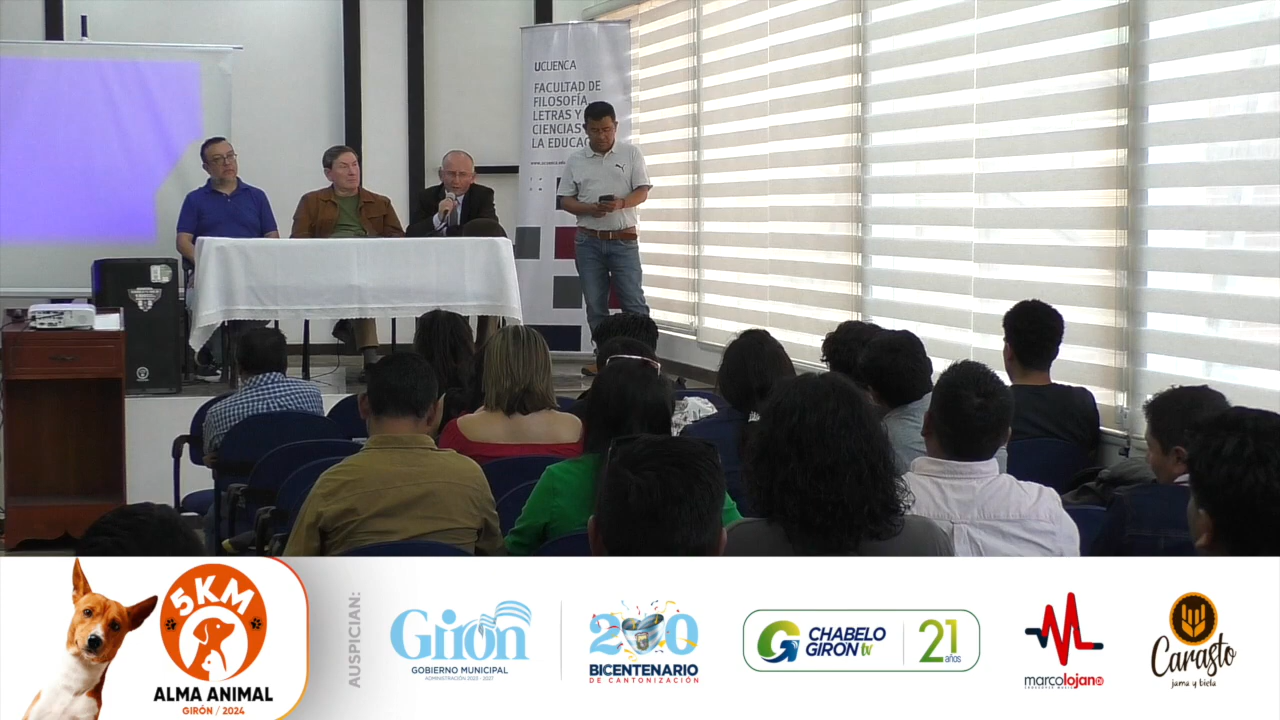 UCUENCA
FACULTAD DE
FILOSOFÍA
LETRAS Y
CIENCIAS
LA EDUCA
5KM
ALMA ANIMAL
GIRÓN / 2024
AUSPICIAN:
Girón
GOBIERNO MUNICIPAL
ADMINISTRACIÓN 2023 - 2027
200
BICENTENARIO
DE CANTONIZACIÓN
CHABELO
GIRON tv
21
años
marcolojan
Carasto
jama y biela